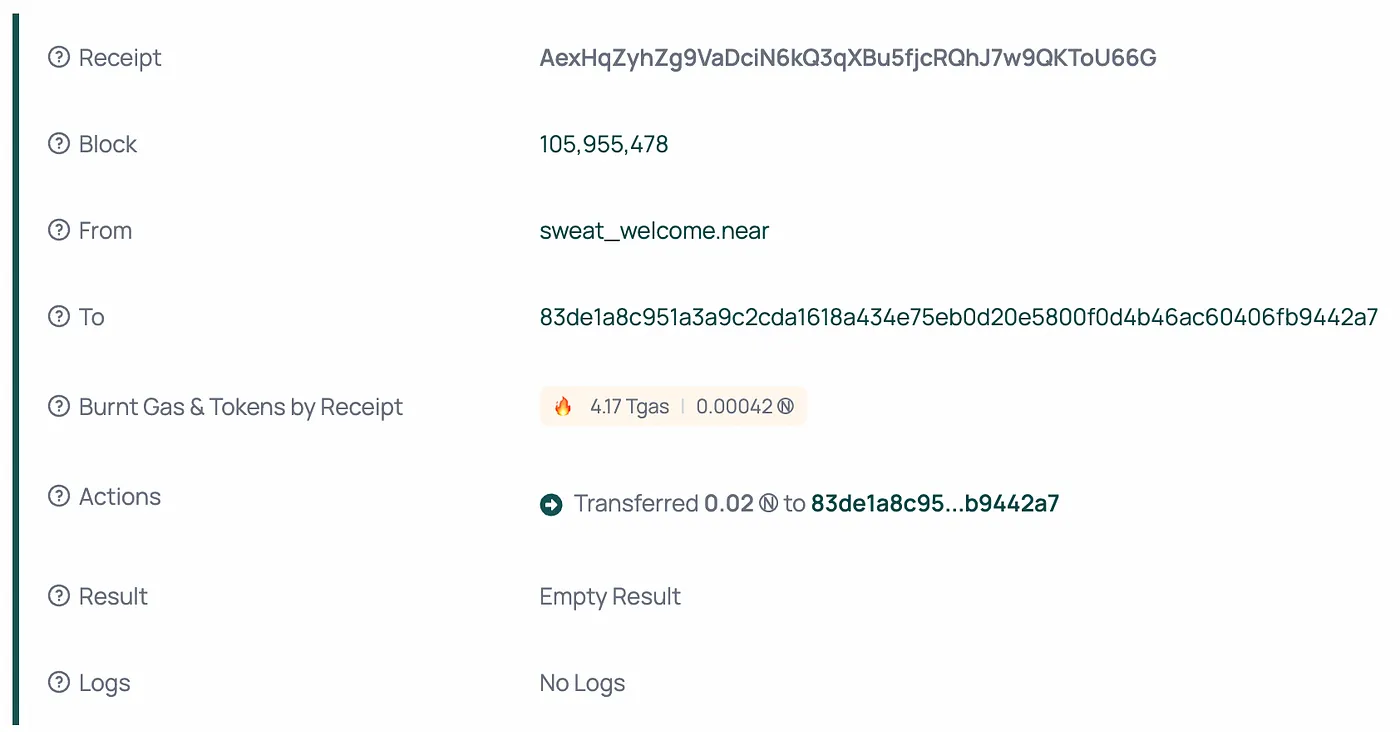 Receipt AexHqZyhZg9VaDciN6kQ3qXBu5fjcRQhJ7w9QKToU66G
Block 105,955,478
From sweat_welcome.near
To 83de1a8c951a3a9c2cda1618a434e75eb0d20e5800f0d4b46ac60406fb9442a7
Burnt Gas & Tokens by Receipt 🔥 4.17 Tgas | 0.00042 Ⓝ
Actions Transferred 0.02 Ⓝ to 83de1a8c95...b9442a7
Result Empty Result
Logs No Logs